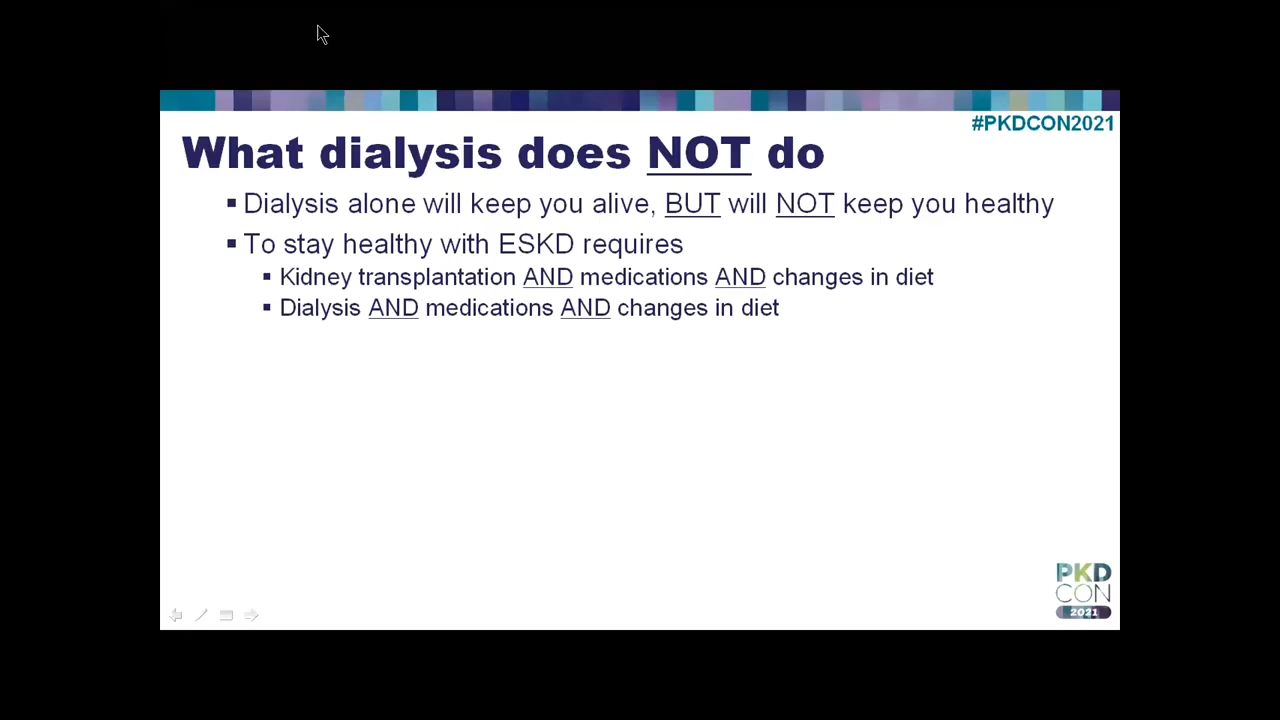 #PKDCON2021
What dialysis does NOT do
▪ Dialysis alone will keep you alive, BUT will NOT keep you healthy
▪ To stay healthy with ESKD requires
▪ Kidney transplantation AND medications AND changes in diet
▪ Dialysis AND medications AND changes in diet
PKD
CON
2021